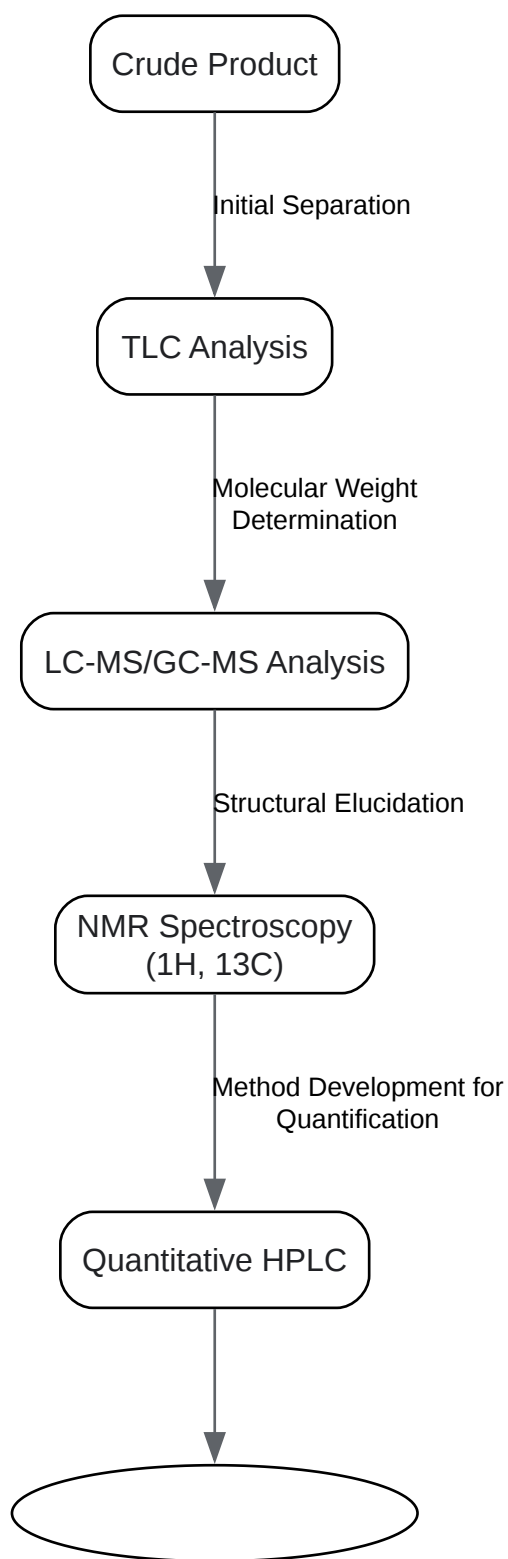 Crude Product
Initial Separation
TLC Analysis
Molecular Weight
Determination
LC-MS/GC-MS Analysis
Structural Elucidation
NMR Spectroscopy
(1H, 13C)
Method Development for
Quantification
Quantitative HPLC